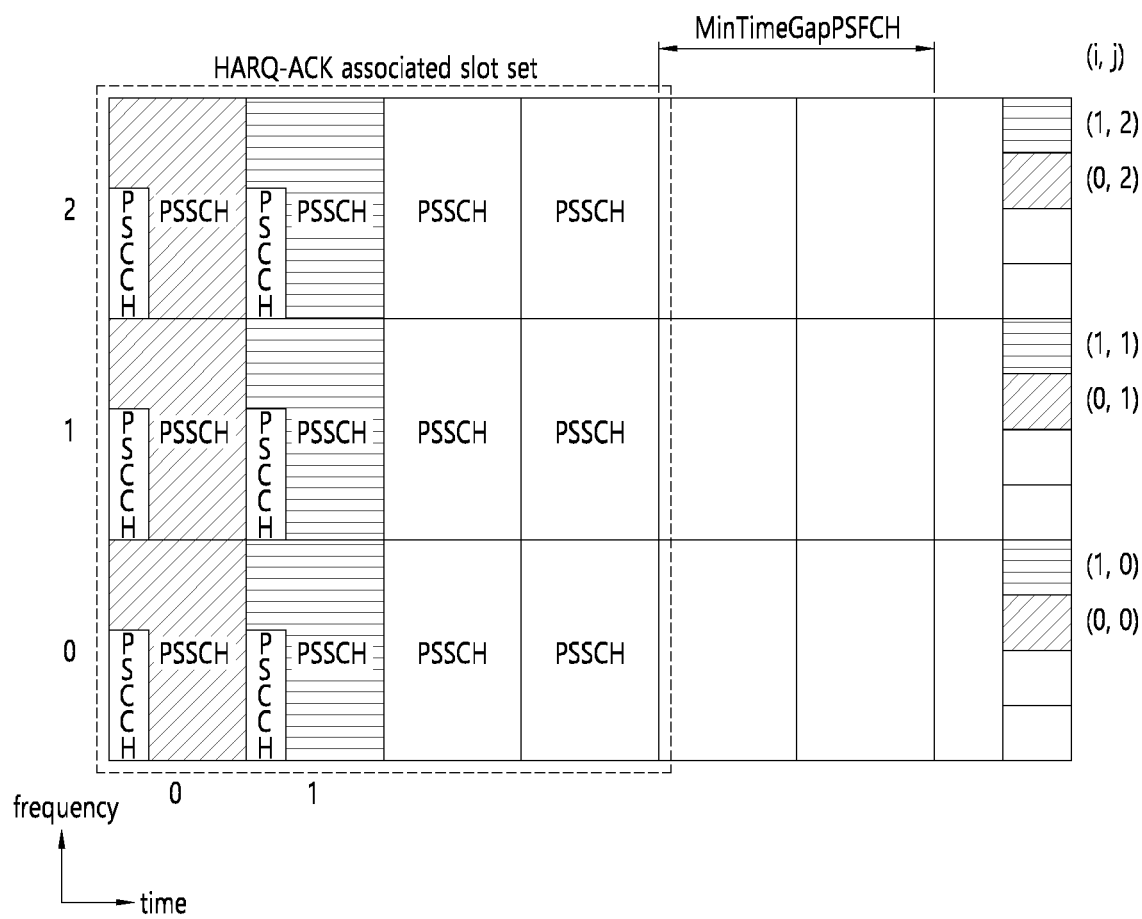 MinTimeGapPSFCH
(i, j)
HARQ-ACK associated slot set
(1, 2)
(0, 2)
2
PSCCH
PSSCH
PSCCH
PSSCH
PSSCH
PSSCH
(1, 1)
(0, 1)
1
PSCCH
PSSCH
PSCCH
PSSCH
PSSCH
PSSCH
(1, 0)
(0, 0)
0
PSCCH
PSSCH
PSCCH
PSSCH
PSSCH
PSSCH
0
1
frequency
time